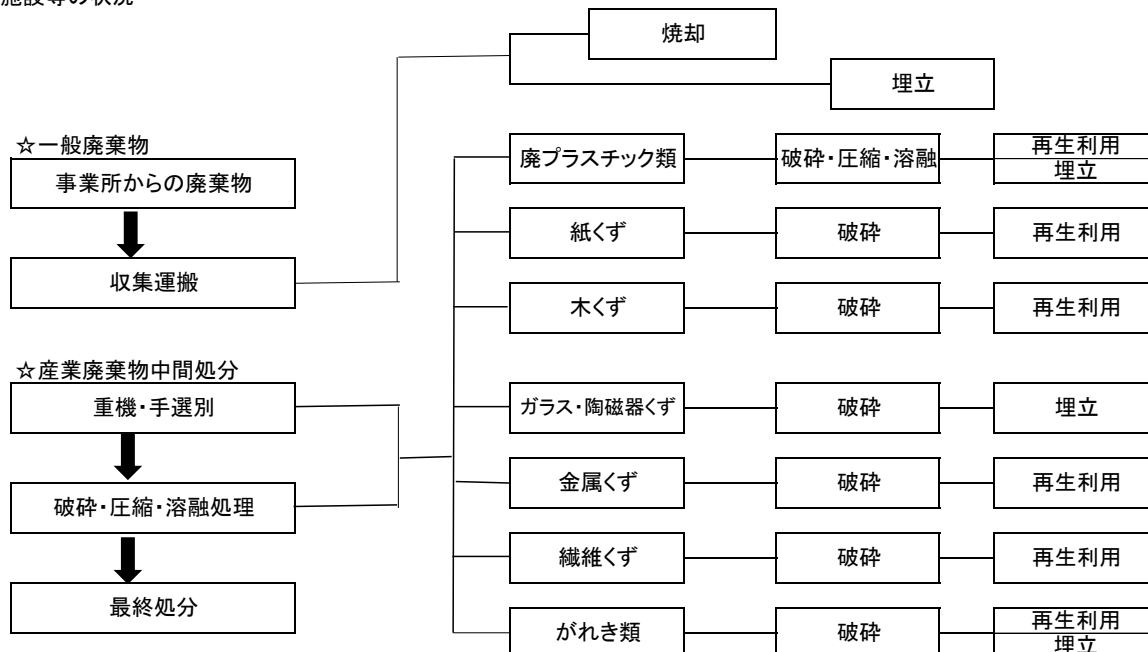 施設等の状況
焼却
埋立
☆一般廃棄物
事業所からの廃棄物
収集運搬
☆産業廃棄物中間処分
重機・手選別
破砕・圧縮・溶融処理
最終処分
廃プラスチック類
破砕・圧縮・溶融
再生利用
埋立
紙くず
破砕
再生利用
木くず
破砕
再生利用
ガラス・陶磁器くず
破砕
埋立
金属くず
破砕
再生利用
繊維くず
破砕
再生利用
がれき類
破砕
再生利用
埋立